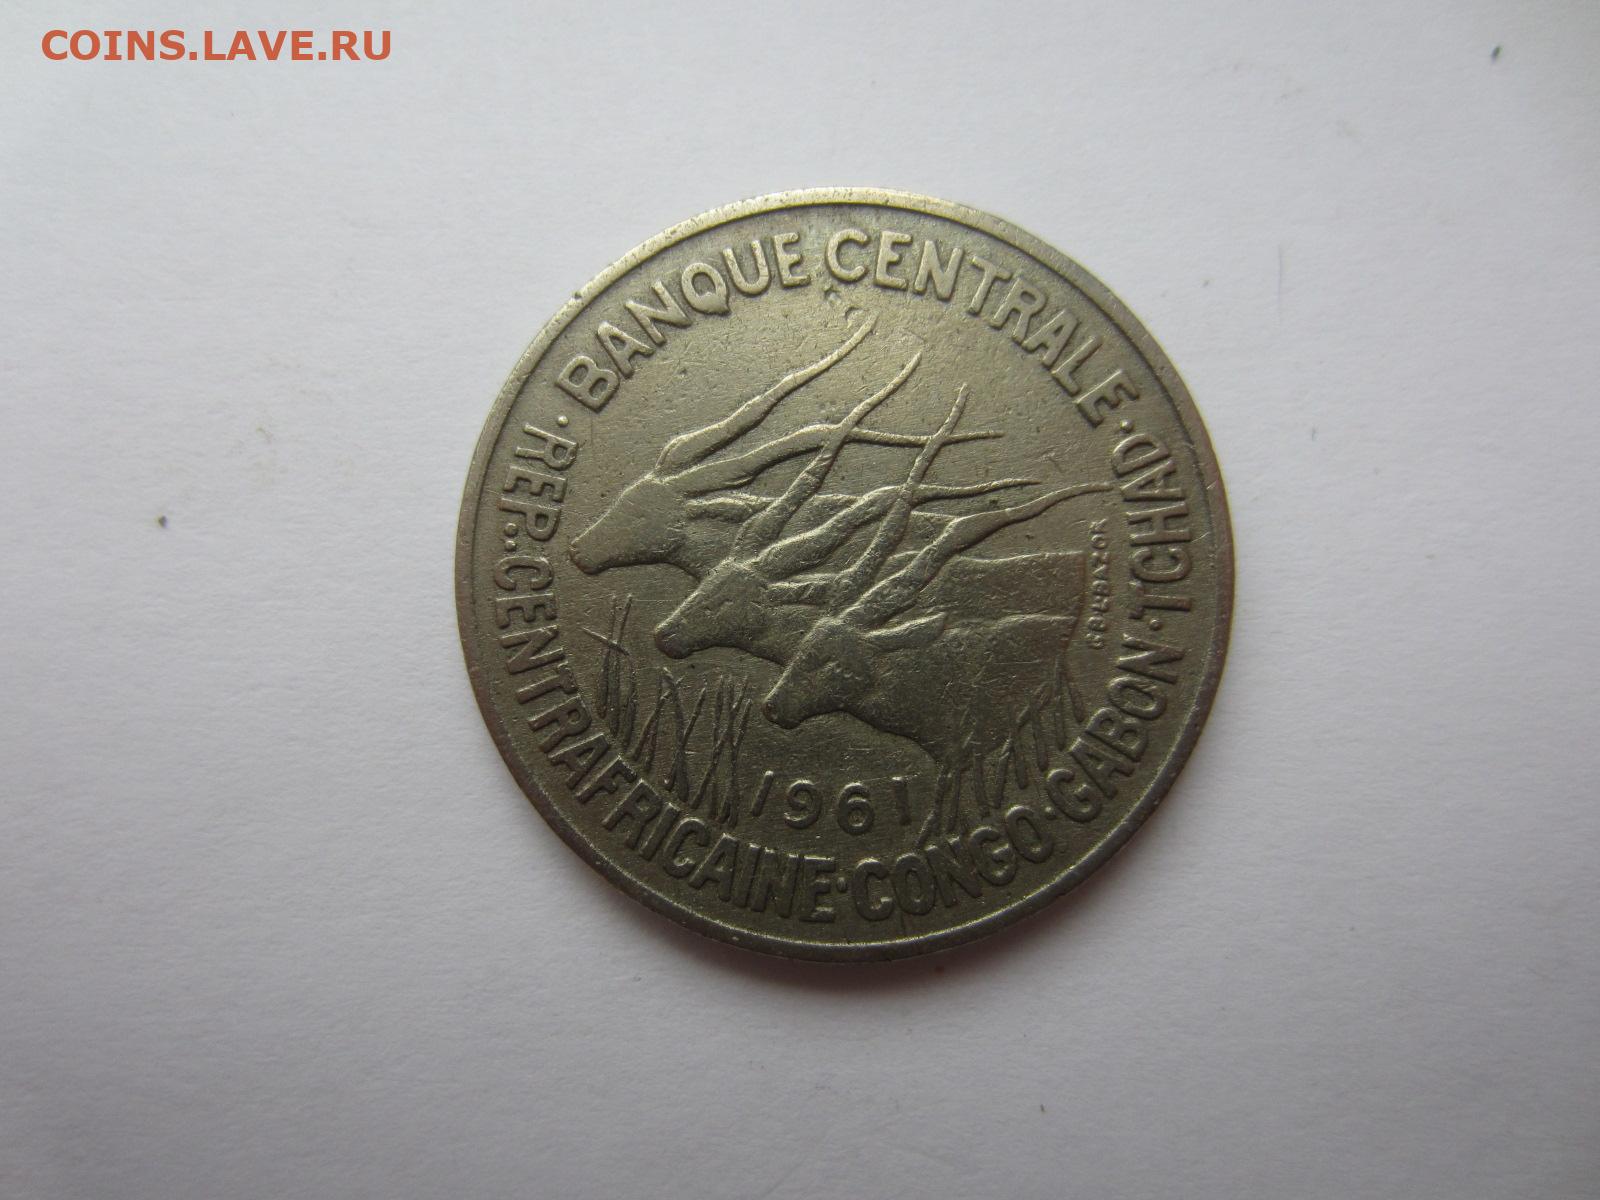 COINS.LAVE.RU
· BANQUE CENTRALE ·
REP..CENTRAFRICAINE·CONGO·GABON·TCHAD
1961